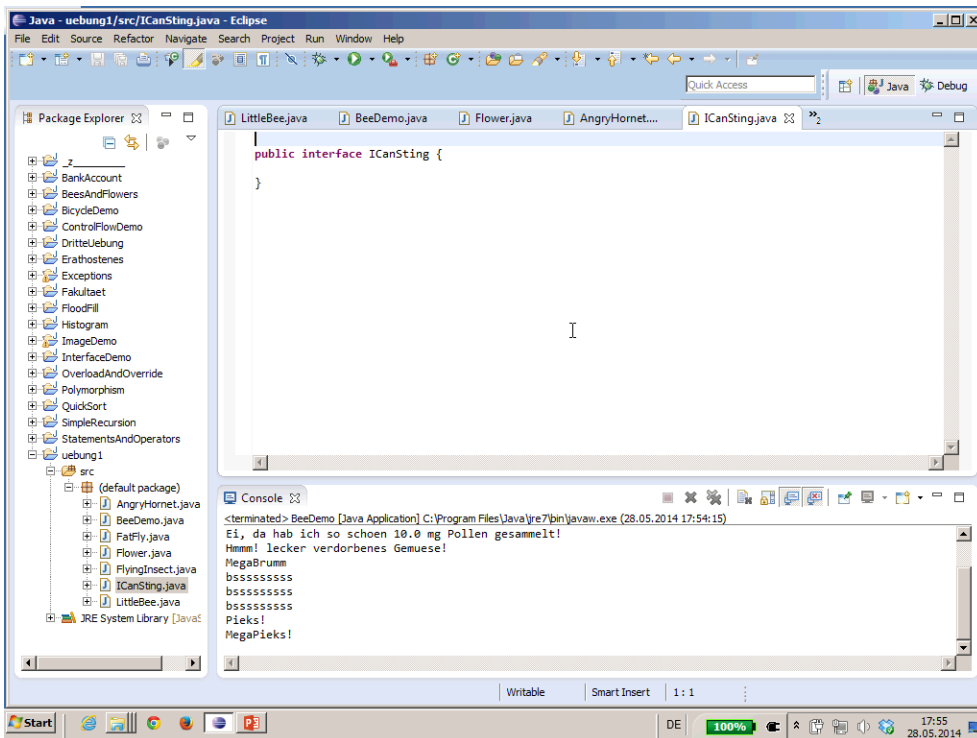 Java - uebung1/src/ICanSting.java - Eclipse
File Edit Source Refactor Navigate Search Project Run Window Help
Quick Access
Java
Debug
Package Explorer
_z________
BankAccount
BeesAndFlowers
BicycleDemo
ControlFlowDemo
DritteUebung
Erathostenes
Exceptions
Fakultaet
FloodFill
Histogram
ImageDemo
InterfaceDemo
OverloadAndOverride
Polymorphism
QuickSort
SimpleRecursion
StatementsAndOperators
uebung1
src
(default package)
AngryHornet.java
BeeDemo.java
FatFly.java
Flower.java
FlyingInsect.java
ICanSting.java
LittleBee.java
JRE System Library [JavaS
LittleBee.java BeeDemo.java Flower.java AngryHornet.... ICanSting.java »2
public interface ICanSting {
}
Console
<terminated> BeeDemo [Java Application] C:\Program Files\Java\jre7\bin\javaw.exe (28.05.2014 17:54:15)
Ei, da hab ich so schoen 10.0 mg Pollen gesammelt!
Hmmm! lecker verdorbenes Gemuese!
MegaBrumm
bsssssssss
bsssssssss
bsssssssss
Pieks!
MegaPieks!
Writable Smart Insert 1 : 1
Start
DE 100% 17:55
28.05.2014